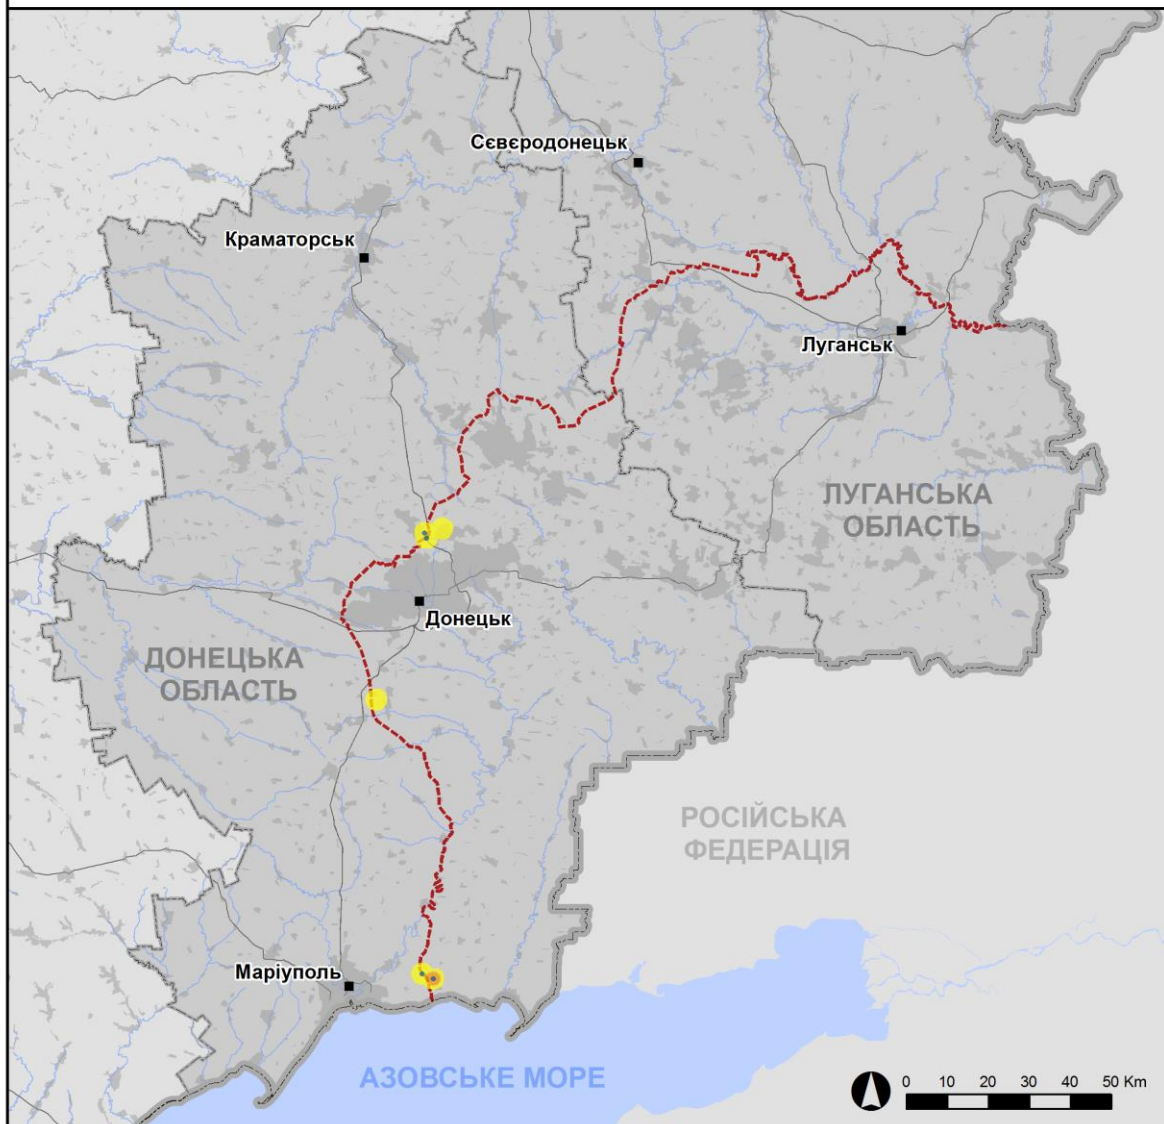 Сєвєродонецьк
Краматорськ
Луганськ
ЛУГАНСЬКА
ОБЛАСТЬ
Донецьк
ДОНЕЦЬКА
ОБЛАСТЬ
РОСІЙСЬКА
ФЕДЕРАЦІЯ
Маріуполь
АЗОВСЬКЕ МОРЕ
0 10 20 30 40 50 Km